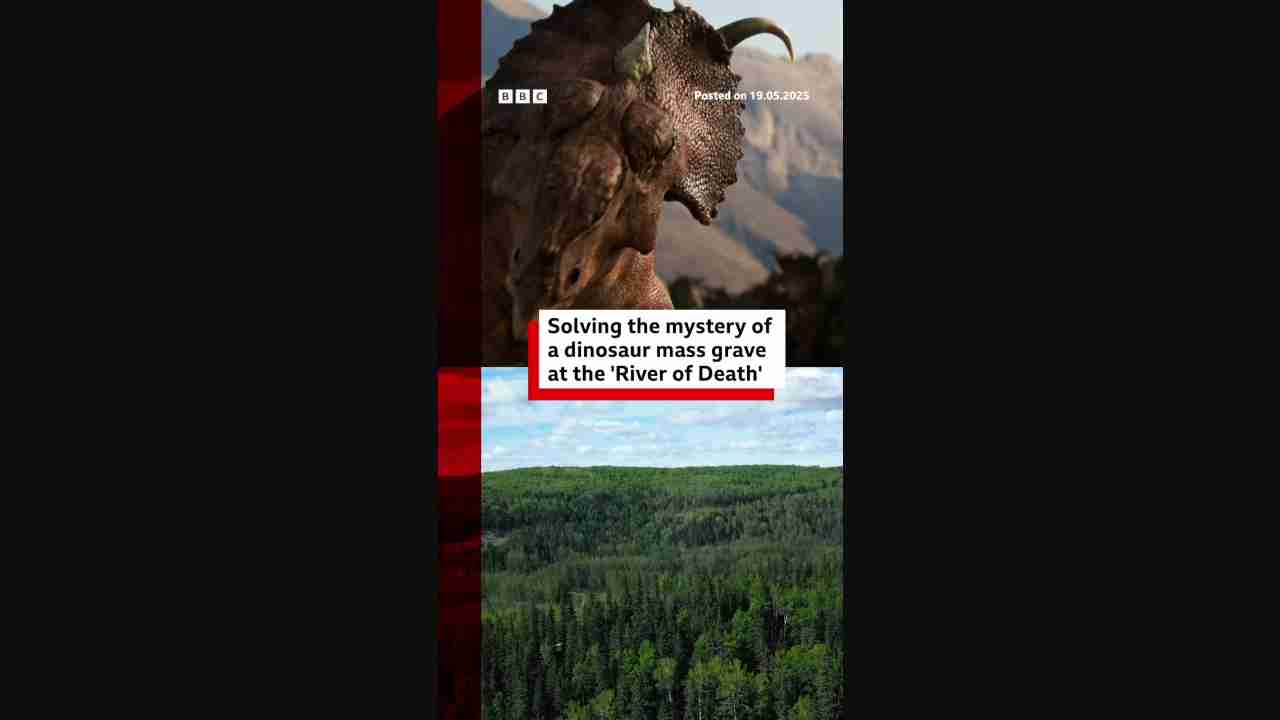 BBC
Posted on 19.05.2025
Solving the mystery of
a dinosaur mass grave
at the 'River of Death'